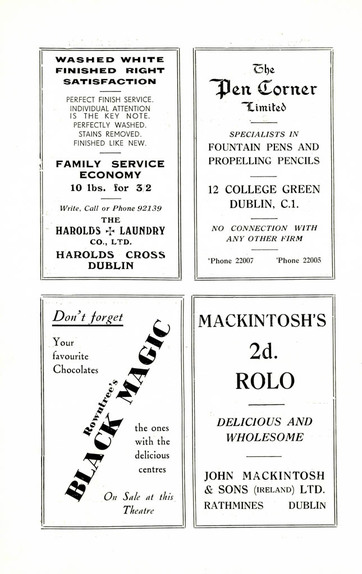 WASHED WHITE
FINISHED RIGHT
SATISFACTION
PERFECT FINISH SERVICE.
INDIVIDUAL ATTENTION
IS THE KEY NOTE.
PERFECTLY WASHED.
STAINS REMOVED.
FINISHED LIKE NEW.
FAMILY SERVICE
ECONOMY
10 lbs. for 3 2
Write, Call or Phone 92139
THE
HAROLDS ✢ LAUNDRY
CO., LTD.
HAROLDS CROSS
DUBLIN
The
Pen Corner
Limited
SPECIALISTS IN
FOUNTAIN PENS AND
PROPELLING PENCILS
12 COLLEGE GREEN
DUBLIN, C.1.
NO CONNECTION WITH
ANY OTHER FIRM
'Phone 22007 'Phone 22005
Don't forget
Your
favourite
Chocolates
Rowntree's
BLACK MAGIC
the ones
with the
delicious
centres
On Sale at this
Theatre
MACKINTOSH'S
2d.
ROLO
DELICIOUS AND
WHOLESOME
JOHN MACKINTOSH
& SONS (IRELAND) LTD.
RATHMINES DUBLIN